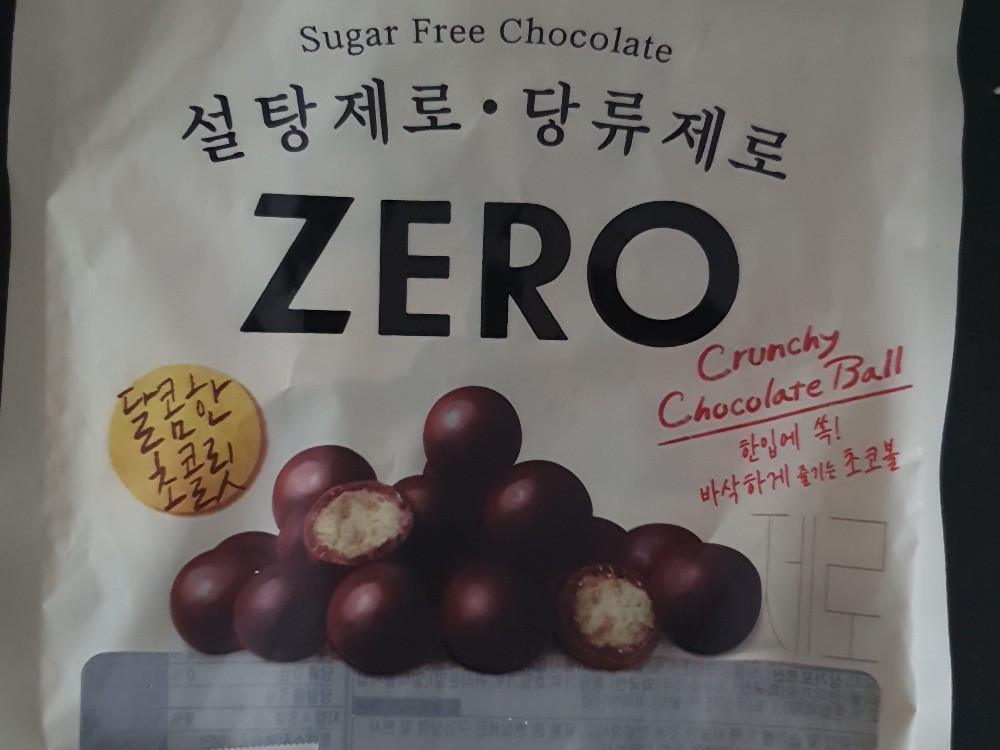 Sugar Free Chocolate
설탕제로·당류제로
ZERO
Crunchy
Chocolate Ball
한입에 쏙!
바삭하게 즐기는 초코볼
달콤한
초콜릿
제로